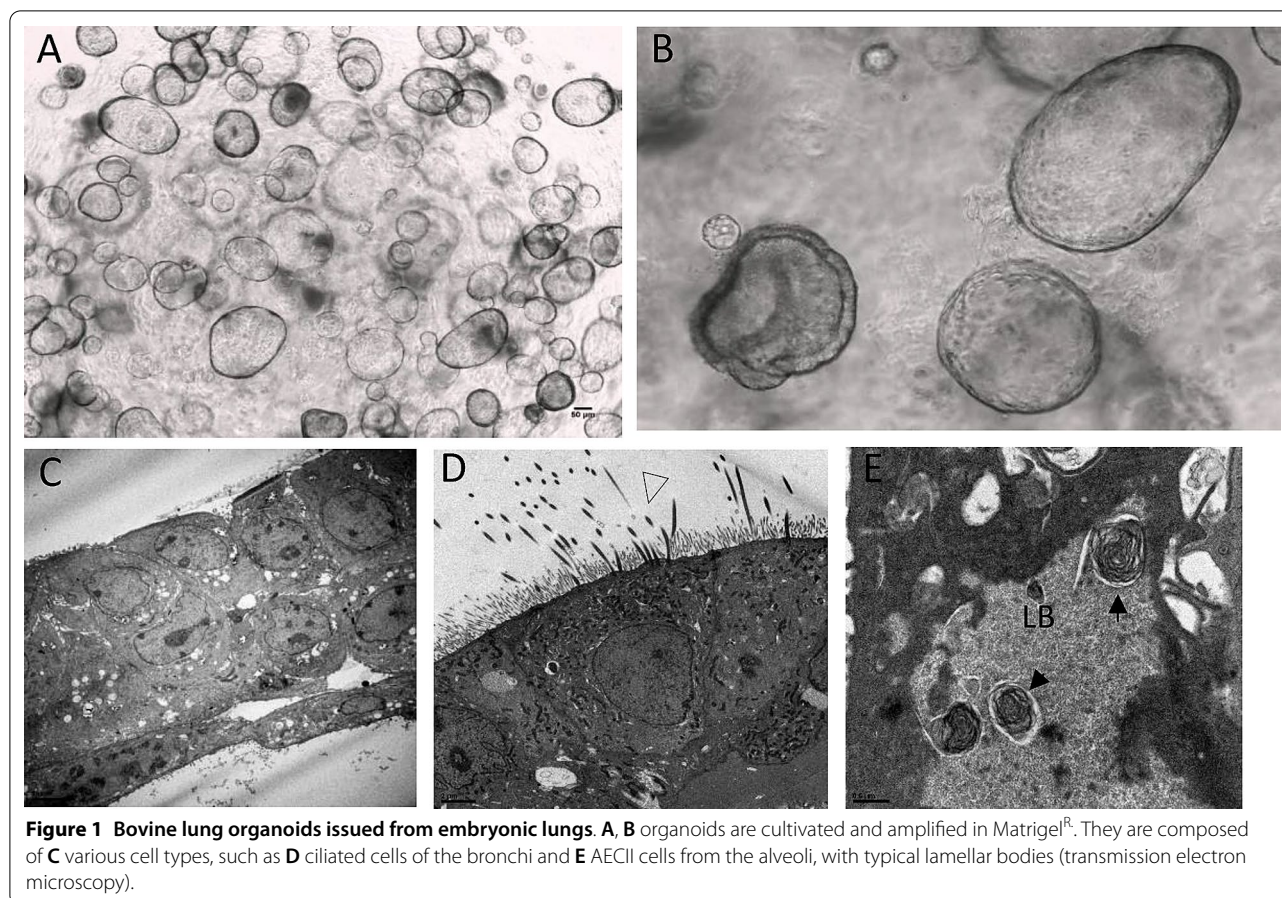 A
B
50 µm
C
D
E
LB
Figure 1 Bovine lung organoids issued from embryonic lungs. A, B organoids are cultivated and amplified in Matrigelᴿ. They are composed
of C various cell types, such as D ciliated cells of the bronchi and E AECII cells from the alveoli, with typical lamellar bodies (transmission electron
microscopy).